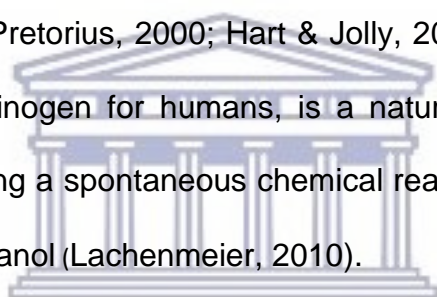 Pretorius, 2000; Hart & Jolly, 20
inogen for humans, is a natur
ng a spontaneous chemical rea
anol (Lachenmeier, 2010).